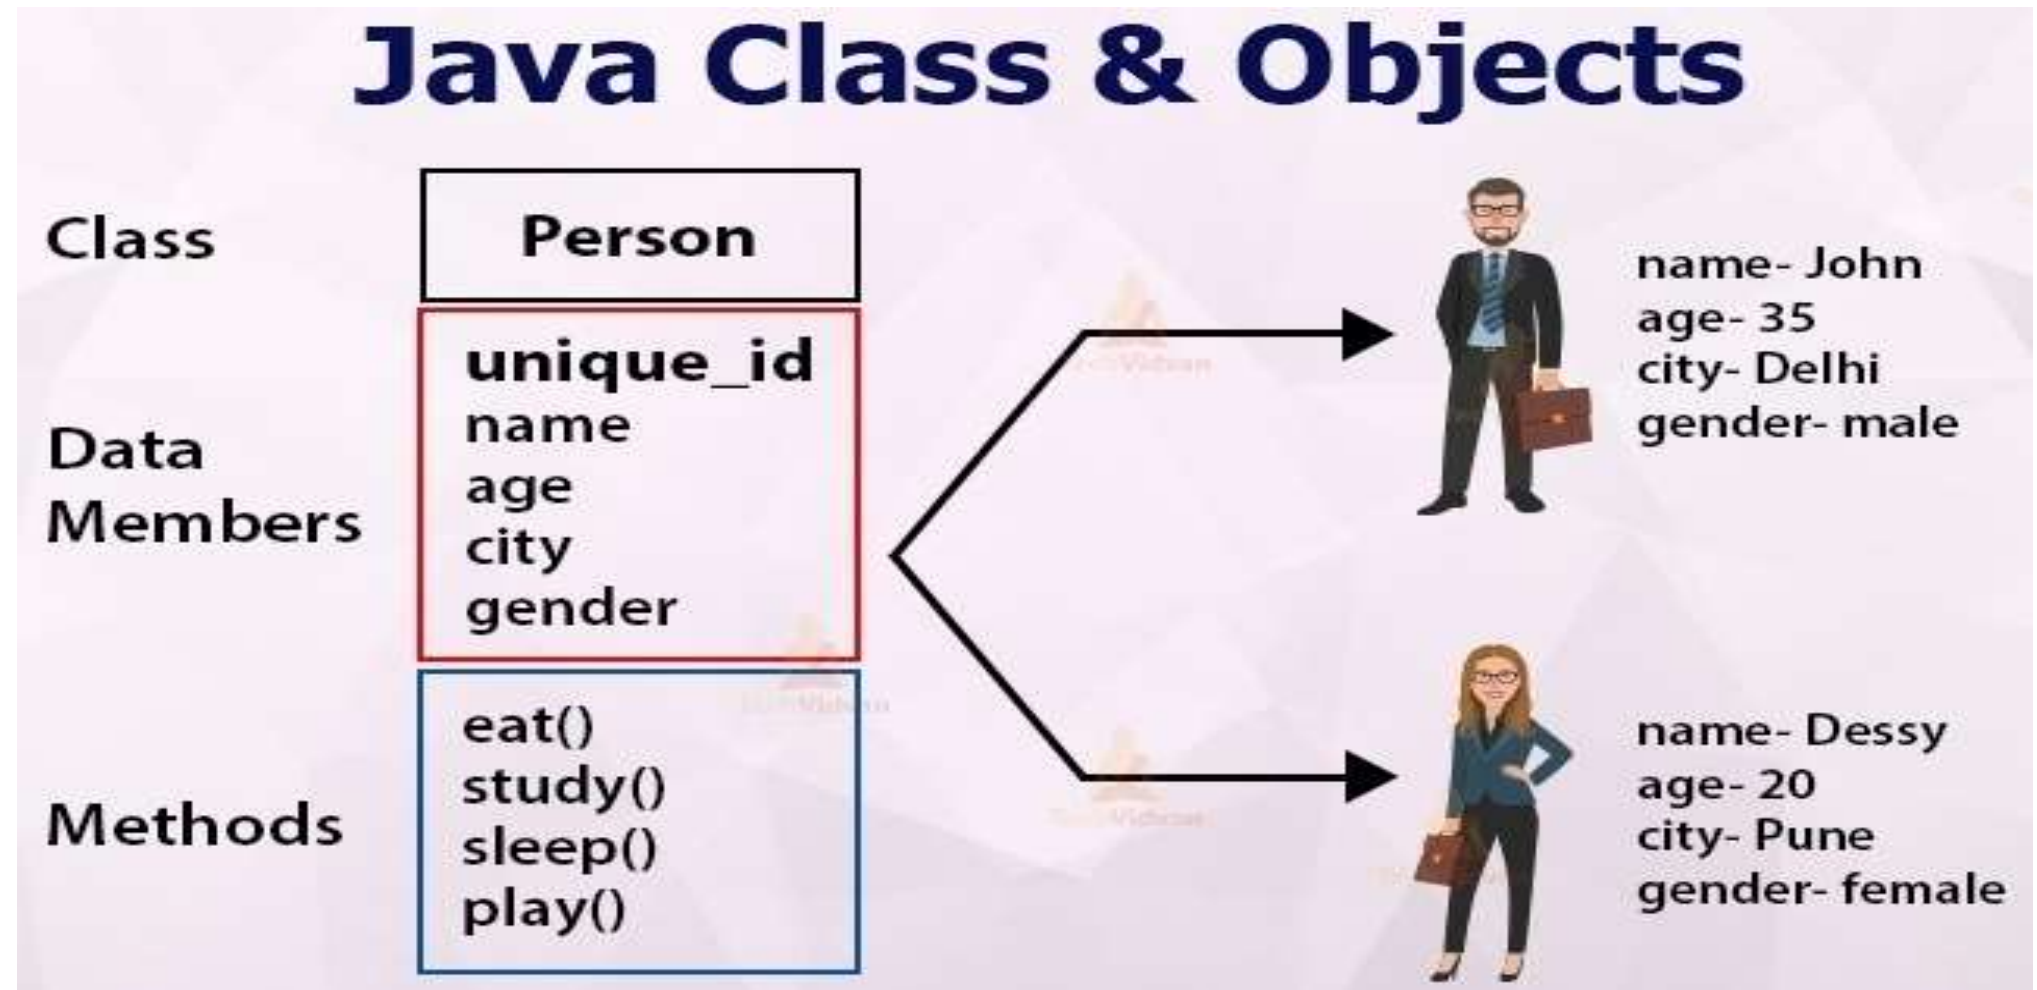 Java Class & Objects
Class
Person
Data
Members
unique_id
name
age
city
gender
Methods
eat()
study()
sleep()
play()
name- John
age- 35
city- Delhi
gender- male
name- Dessy
age- 20
city- Pune
gender- female